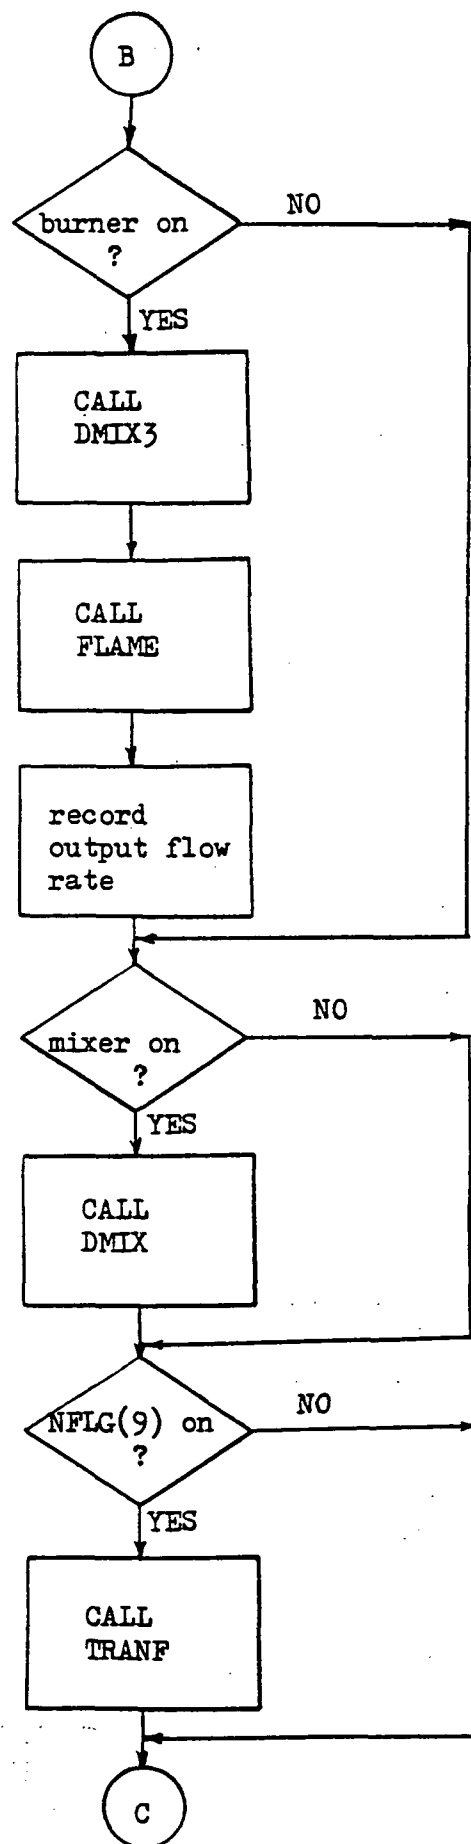 B
burner on
?
NO
YES
CALL
DMIX3
CALL
FLAME
record
output flow
rate
mixer on
?
NO
YES
CALL
DMIX
NFLG(9) on
?
NO
YES
CALL
TRANF
C